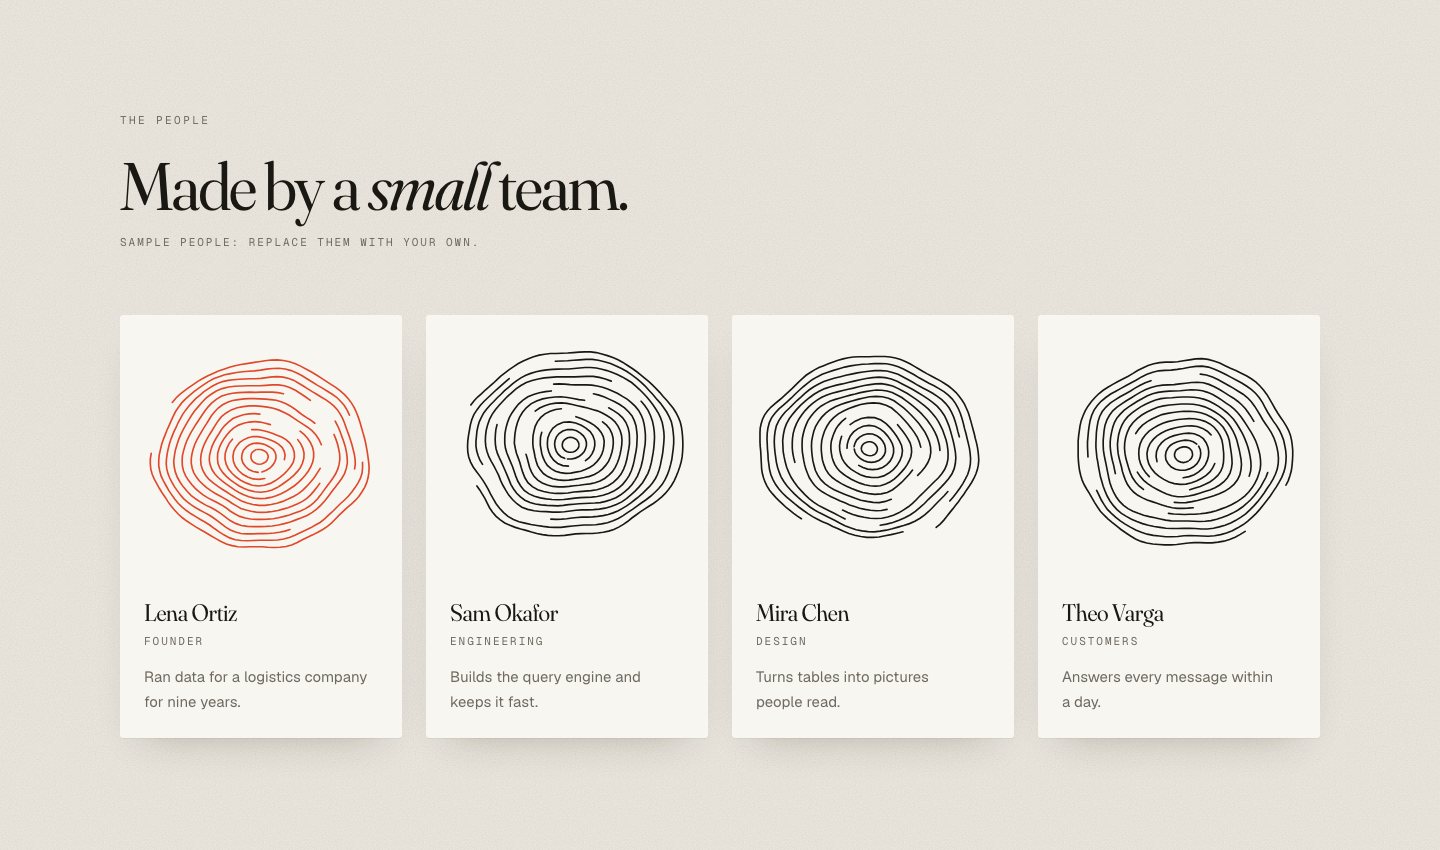 THE PEOPLE
Made by a small team.
SAMPLE PEOPLE: REPLACE THEM WITH YOUR OWN.
Lena Ortiz
FOUNDER
Ran data for a logistics company
for nine years.
Sam Okafor
ENGINEERING
Builds the query engine and
keeps it fast.
Mira Chen
DESIGN
Turns tables into pictures
people read.
Theo Varga
CUSTOMERS
Answers every message within
a day.